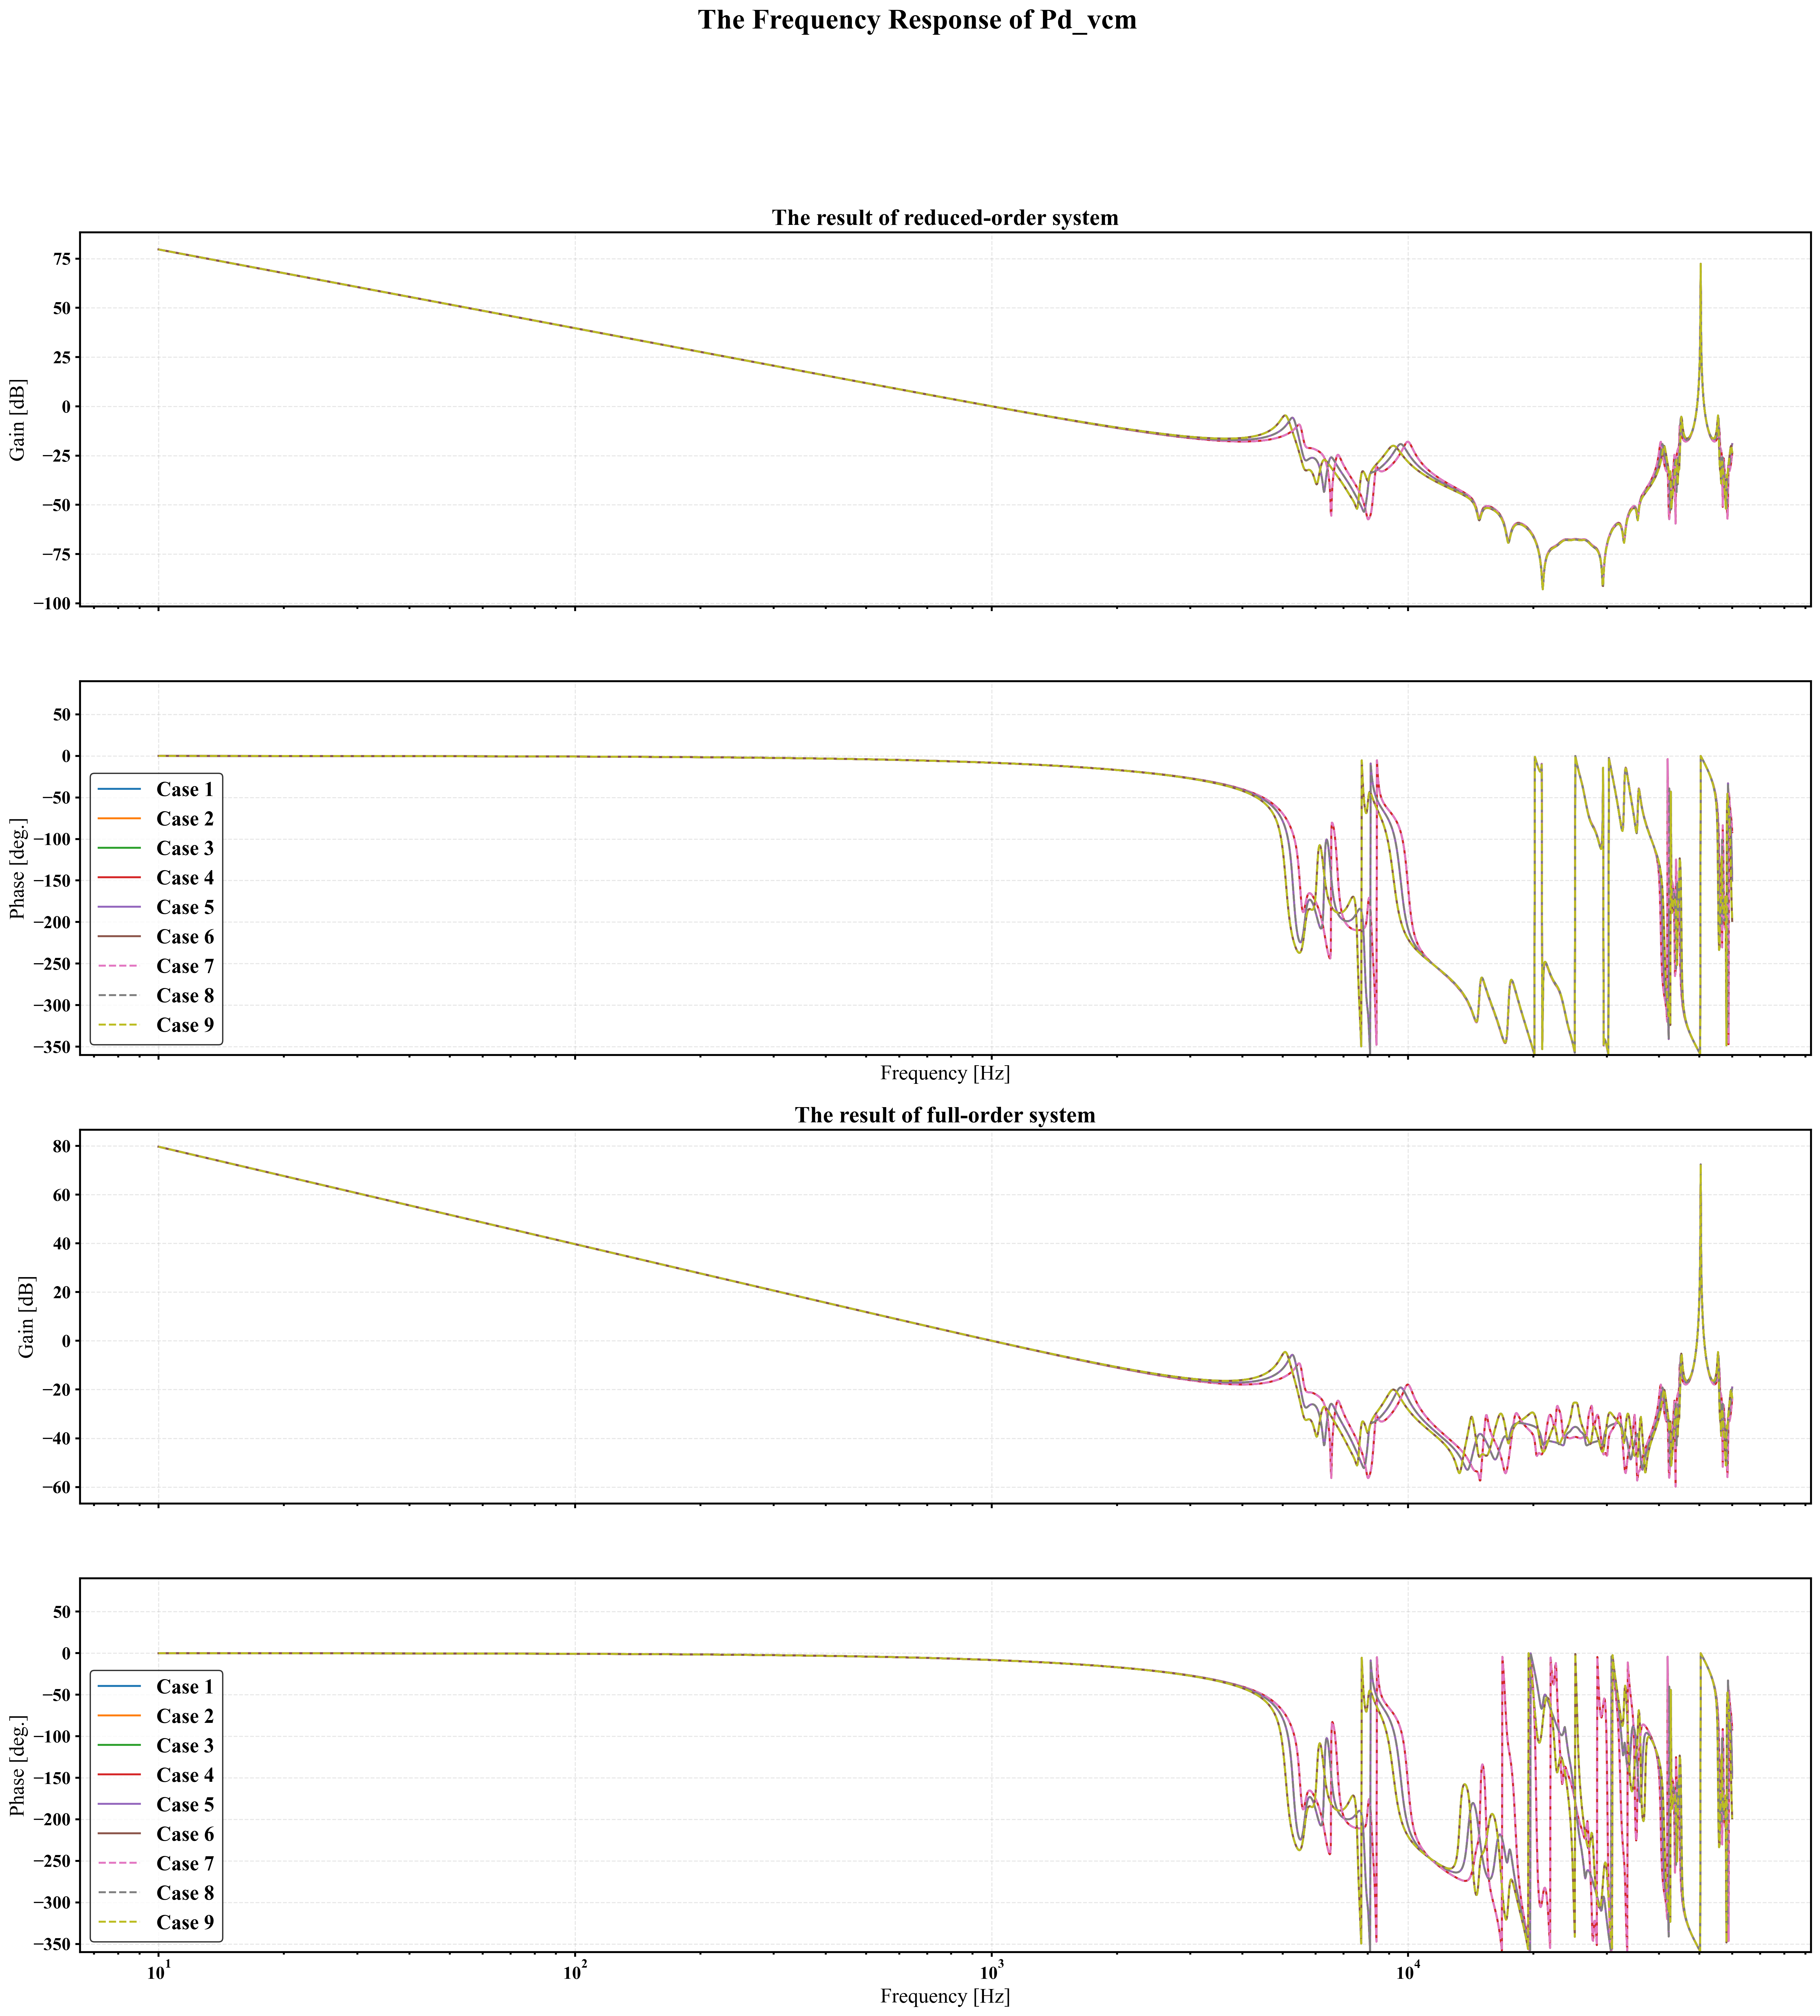 The Frequency Response of Pd_vcm
The result of reduced-order system
Gain [dB]
75
50
25
0
−25
−50
−75
−100
Phase [deg.]
50
0
−50
−100
−150
−200
−250
−300
−350
Case 1
Case 2
Case 3
Case 4
Case 5
Case 6
Case 7
Case 8
Case 9
Frequency [Hz]
The result of full-order system
Gain [dB]
80
60
40
20
0
−20
−40
−60
Phase [deg.]
50
0
−50
−100
−150
−200
−250
−300
−350
Case 1
Case 2
Case 3
Case 4
Case 5
Case 6
Case 7
Case 8
Case 9
10¹ 10² 10³ 10⁴
Frequency [Hz]